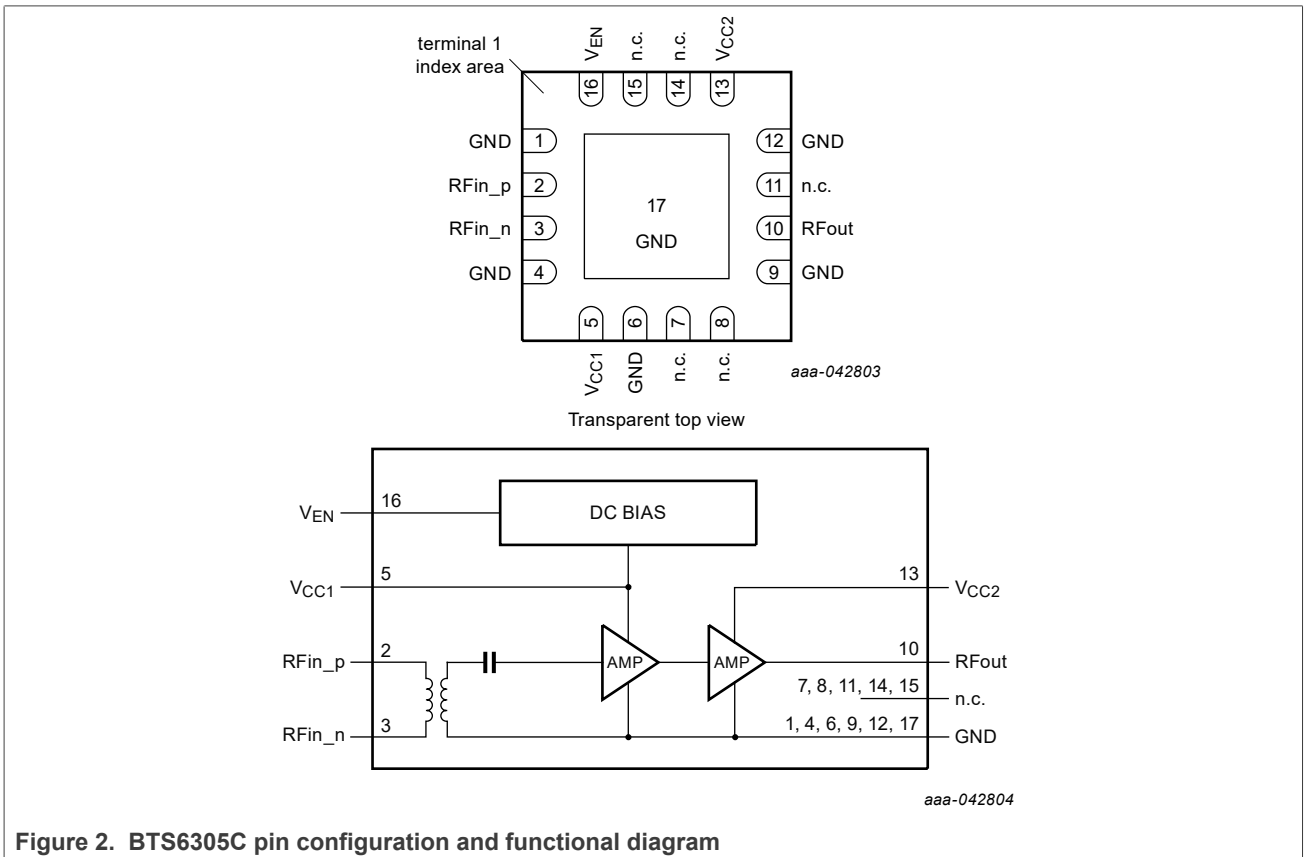 terminal 1
index area
VEN
n.c.
n.c.
VCC2
16
15
14
13
GND 1
12 GND
RFin_p 2
11 n.c.
17
RFin_n 3
10 RFout
GND
GND 4
9 GND
5
6
7
8
VCC1
GND
n.c.
n.c.
aaa-042803
Transparent top view
VEN 16
DC BIAS
VCC1 5
13 VCC2
RFin_p 2
AMP
AMP
10 RFout
7, 8, 11, 14, 15
n.c.
RFin_n 3
1, 4, 6, 9, 12, 17
GND
aaa-042804
Figure 2. BTS6305C pin configuration and functional diagram